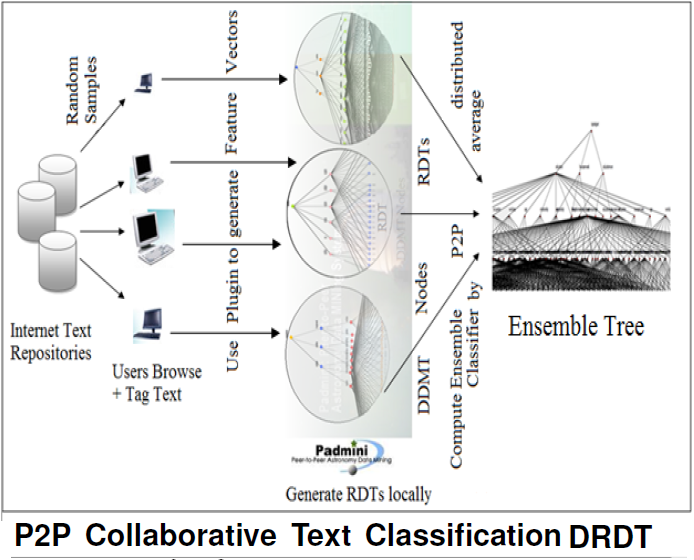 Random
Samples
Use Plugin to generate Feature Vectors
DDMT Nodes RDTs
Compute Ensemble
Classifier by P2P
distributed
average
RDT
DDMT Nodes
Internet Text
Repositories
Users Browse
+ Tag Text
Ensemble Tree
Padmini
Peer-to-Peer Astronomy Data Mining
Generate RDTs locally
P2P Collaborative Text Classification DRDT